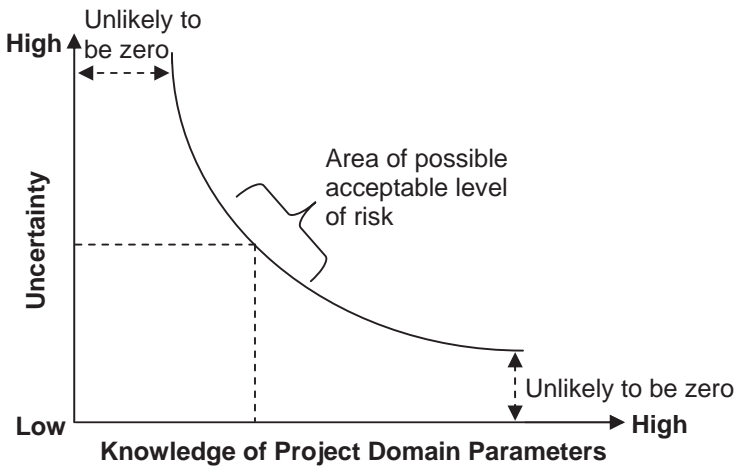 Unlikely to
be zero
High
Area of possible
acceptable level
of risk
Uncertainty
Unlikely to be zero
Low
High
Knowledge of Project Domain Parameters